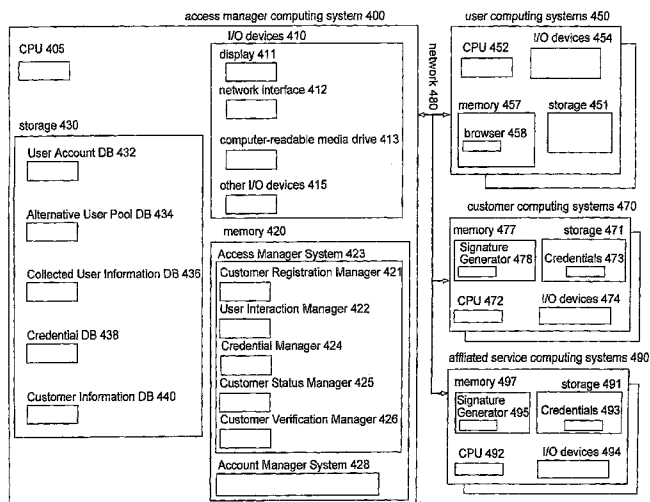 access manager computing system 400
CPU 405
I/O devices 410
display 411
network interface 412
computer-readable media drive 413
other I/O devices 415
storage 430
User Account DB 432
Alternative User Pool DB 434
Collected User Information DB 436
Credential DB 438
Customer Information DB 440
memory 420
Access Manager System 423
Customer Registration Manager 421
User Interaction Manager 422
Credential Manager 424
Customer Status Manager 425
Customer Verification Manager 426
Account Manager System 428
network 480
user computing systems 450
CPU 452
I/O devices 454
memory 457
browser 458
storage 451
customer computing systems 470
memory 477
Signature
Generator 478
storage 471
Credentials 473
CPU 472
I/O devices 474
affliated service computing systems 490
memory 497
Signature
Generator 495
storage 491
Credentials 493
CPU 492
I/O devices 494